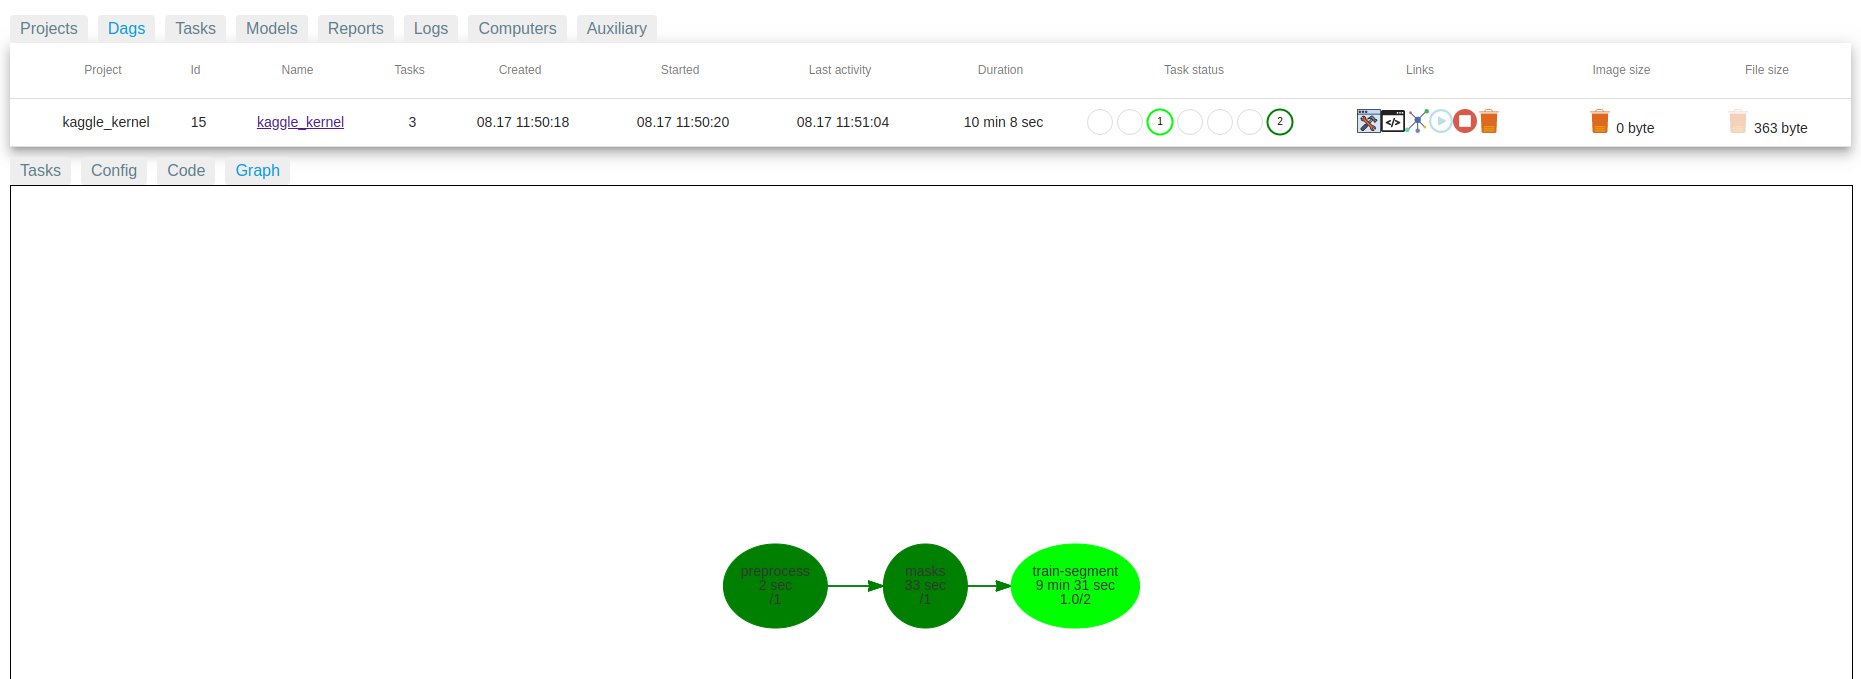 Projects Dags Tasks Models Reports Logs Computers Auxiliary
Project Id Name Tasks Created Started Last activity Duration Task status Links Image size File size
kaggle_kernel 15 kaggle_kernel 3 08.17 11:50:18 08.17 11:50:20 08.17 11:51:04 10 min 8 sec 1 2 </> 0 byte 363 byte
Tasks Config Code Graph
preprocess masks train-segment
2 sec 33 sec 9 min 31 sec
/1 /1 1.0/2